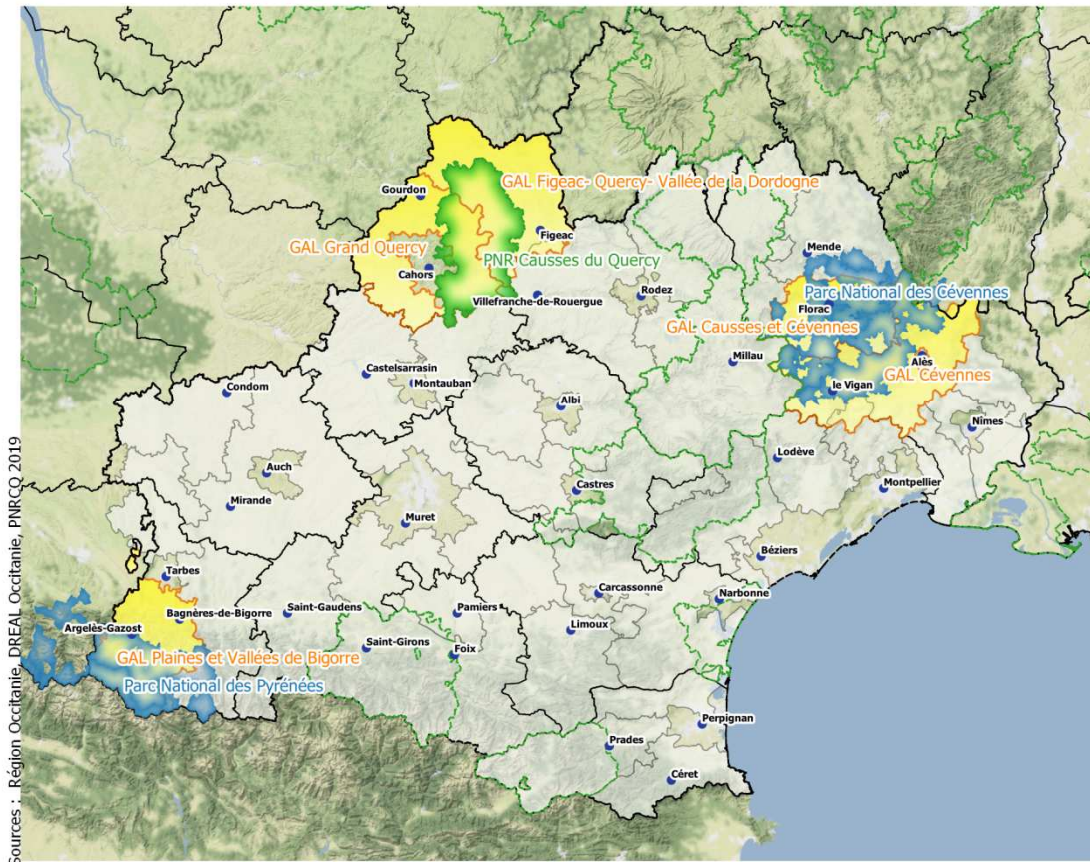 GAL Figeac- Quercy- Vallée de la Dordogne
Gourdon
Figeac
GAL Grand Quercy
PNR Causses du Quercy
Cahors
Mende
Villefranche-de-Rouergue
Rodez
Parc National des Cévennes
Florac
GAL Causses et Cévennes
Millau
Alès
GAL Cévennes
Castelsarrasin
Montauban
Condom
le Vigan
Albi
Nîmes
Auch
Lodève
Castres
Montpellier
Mirande
Muret
Béziers
Tarbes
Carcassonne
Narbonne
Bagnères-de-Bigorre
Saint-Gaudens
Pamiers
Argelès-Gazost
Limoux
Saint-Girons
Foix
GAL Plaines et Vallées de Bigorre
Parc National des Pyrénées
Perpignan
Prades
Céret
Sources : Région Occitanie, DREAL Occitanie, PNRCQ 2019